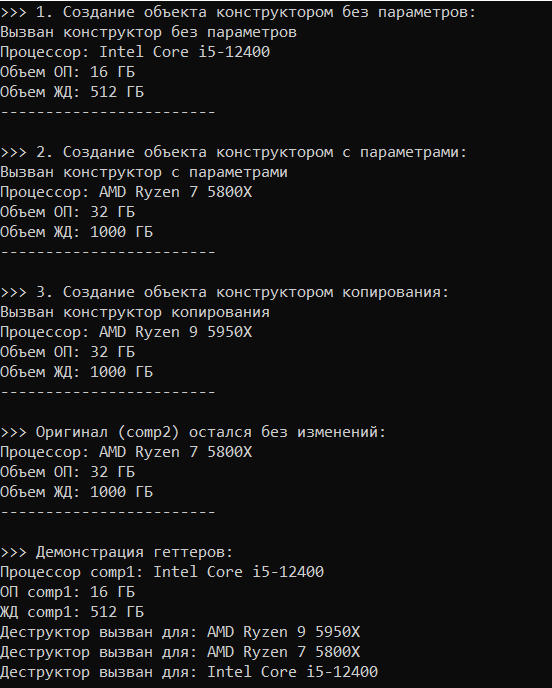 >>> 1. Создание объекта конструктором без параметров:
Вызван конструктор без параметров
Процессор: Intel Core i5-12400
Объем ОП: 16 ГБ
Объем ЖД: 512 ГБ
------------------------
>>> 2. Создание объекта конструктором с параметрами:
Вызван конструктор с параметрами
Процессор: AMD Ryzen 7 5800X
Объем ОП: 32 ГБ
Объем ЖД: 1000 ГБ
------------------------
>>> 3. Создание объекта конструктором копирования:
Вызван конструктор копирования
Процессор: AMD Ryzen 9 5950X
Объем ОП: 32 ГБ
Объем ЖД: 1000 ГБ
------------------------
>>> Оригинал (comp2) остался без изменений:
Процессор: AMD Ryzen 7 5800X
Объем ОП: 32 ГБ
Объем ЖД: 1000 ГБ
------------------------
>>> Демонстрация геттеров:
Процессор comp1: Intel Core i5-12400
ОП comp1: 16 ГБ
ЖД comp1: 512 ГБ
Деструктор вызван для: AMD Ryzen 9 5950X
Деструктор вызван для: AMD Ryzen 7 5800X
Деструктор вызван для: Intel Core i5-12400